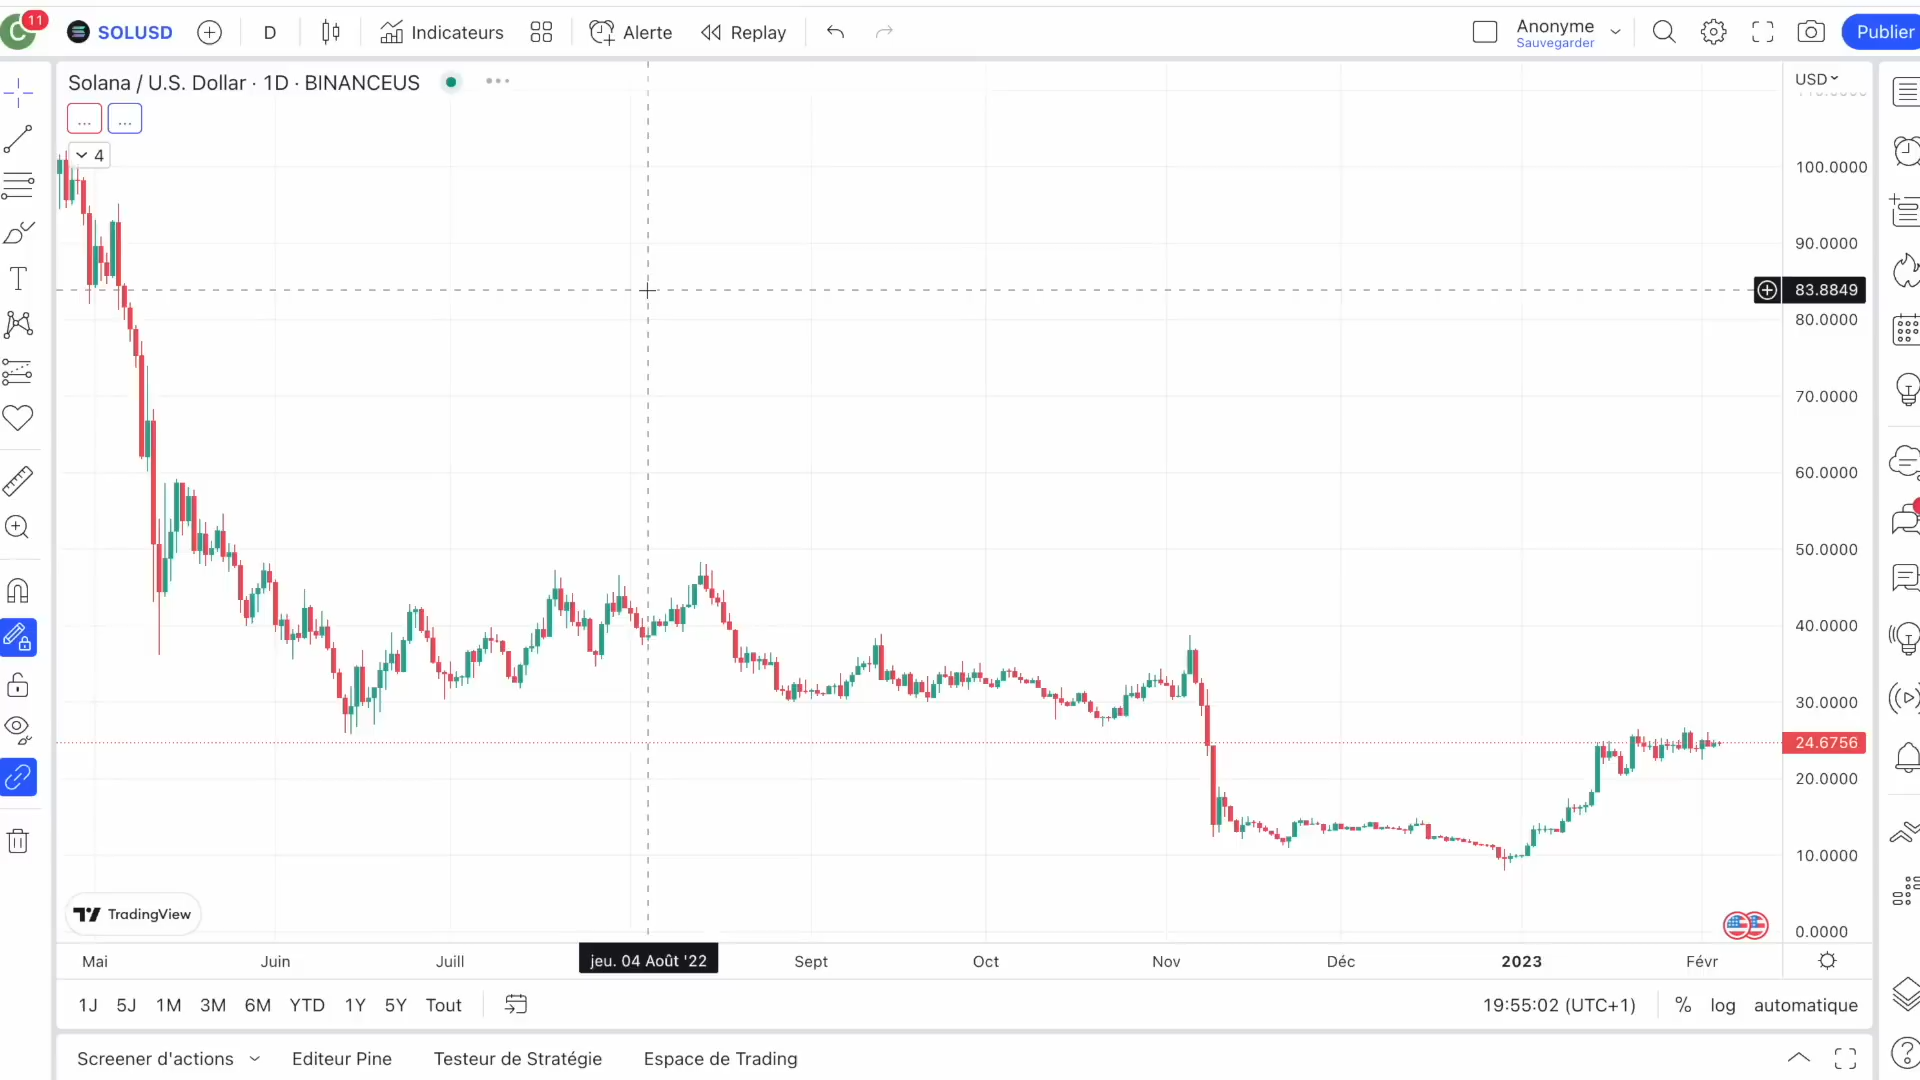 C
11
SOLUSD
D
Indicateurs
Alerte
Replay
Anonyme
Sauvegarder
Publier
Solana / U.S. Dollar · 1D · BINANCEUS
USD
...
...
4
100.0000
90.0000
83.8849
80.0000
70.0000
60.0000
50.0000
40.0000
30.0000
24.6756
20.0000
10.0000
0.0000
TradingView
Mai
Juin
Juill
jeu. 04 Août '22
Sept
Oct
Nov
Déc
2023
Févr
1J 5J 1M 3M 6M YTD 1Y 5Y Tout
19:55:02 (UTC+1)
% log automatique
Screener d'actions
Editeur Pine
Testeur de Stratégie
Espace de Trading